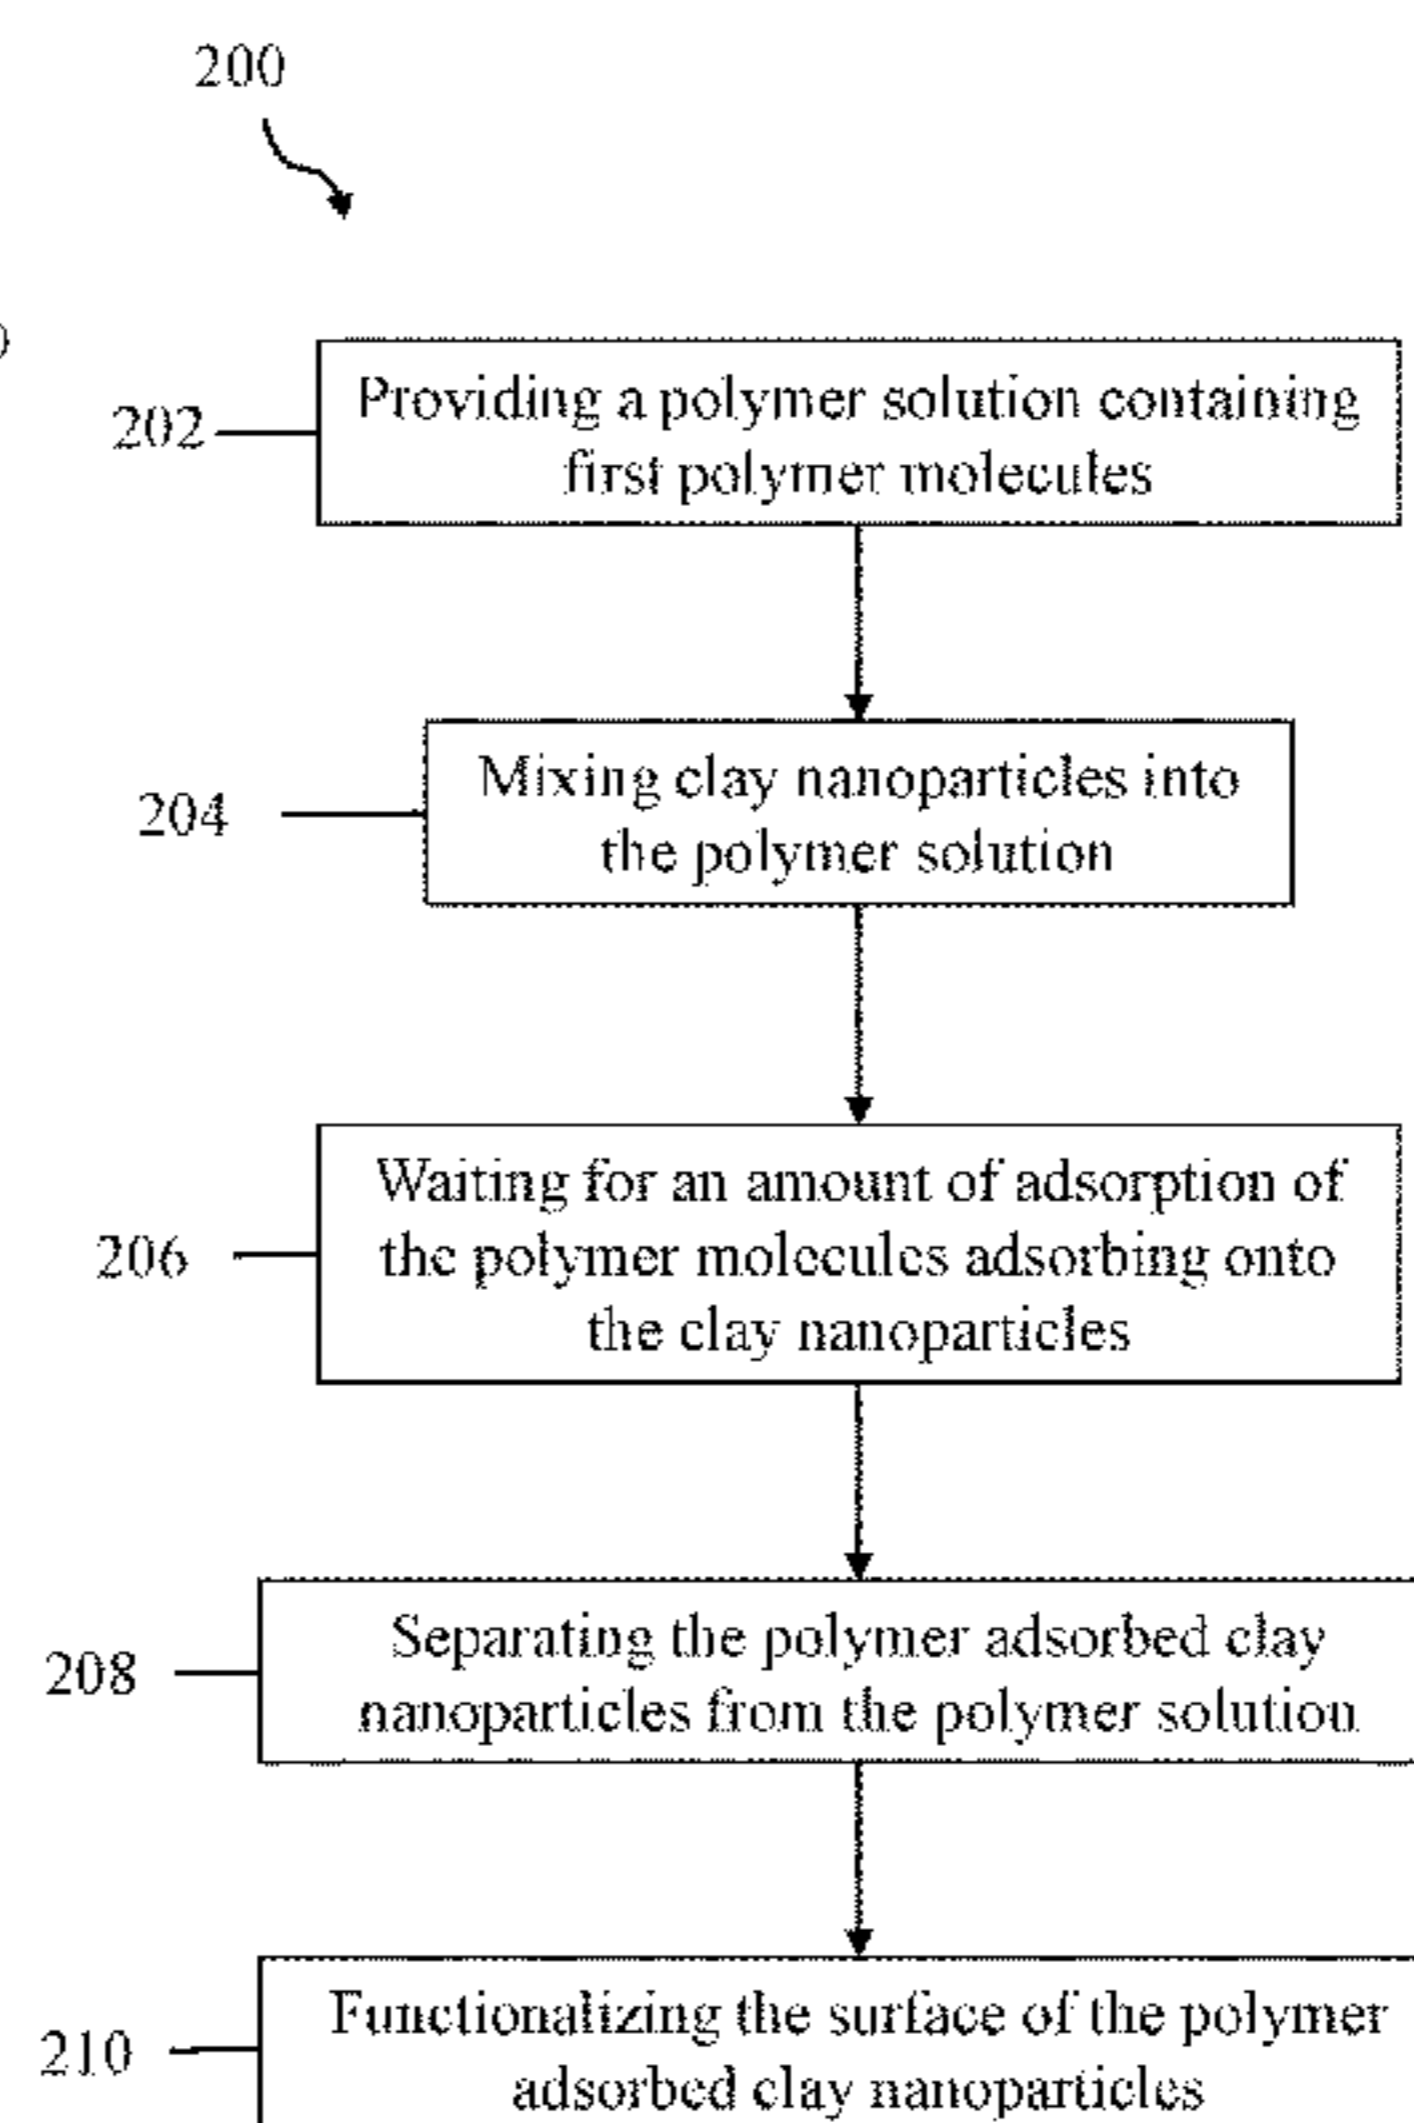 200
202
Providing a polymer solution containing
first polymer molecules
204
Mixing clay nanoparticles into
the polymer solution
206
Waiting for an amount of adsorption of
the polymer molecules adsorbing onto
the clay nanoparticles
208
Separating the polymer adsorbed clay
nanoparticles from the polymer solution
210
Functionalizing the surface of the polymer
adsorbed clay nanoparticles